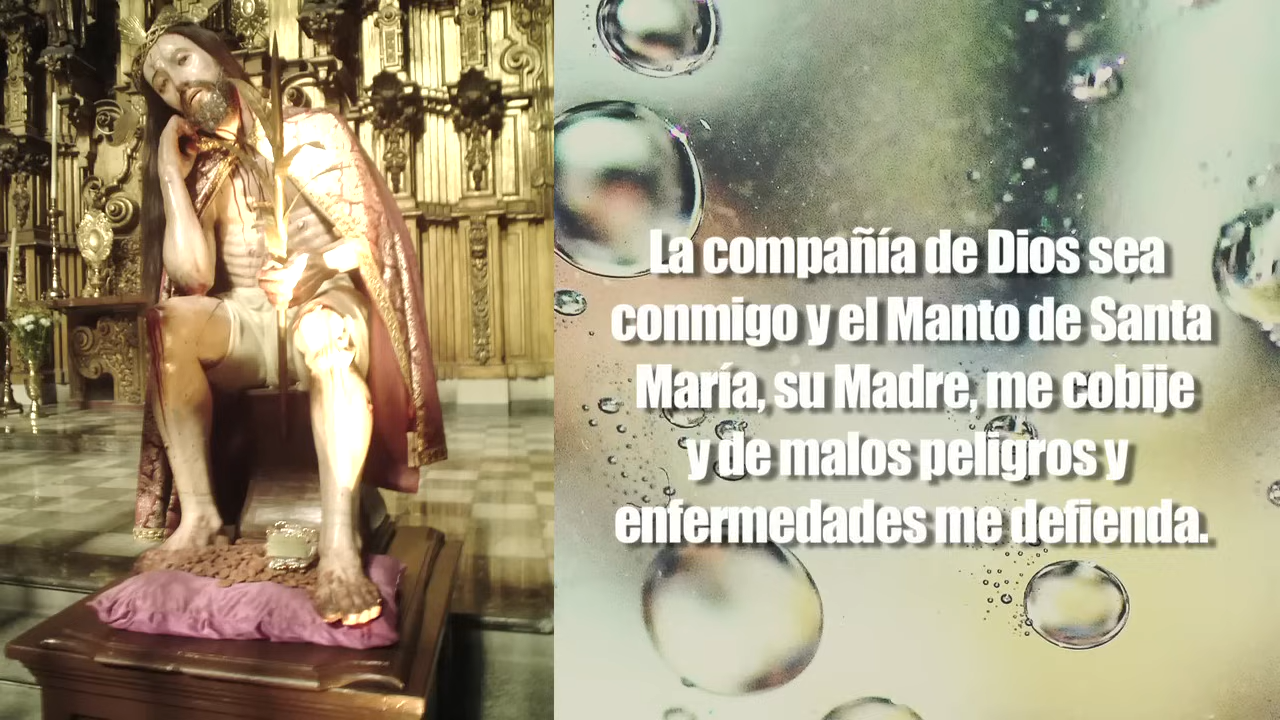 La compañía de Dios sea
conmigo y el Manto de Santa
María, su Madre, me cobije
y de malos peligros y
enfermedades me defienda.